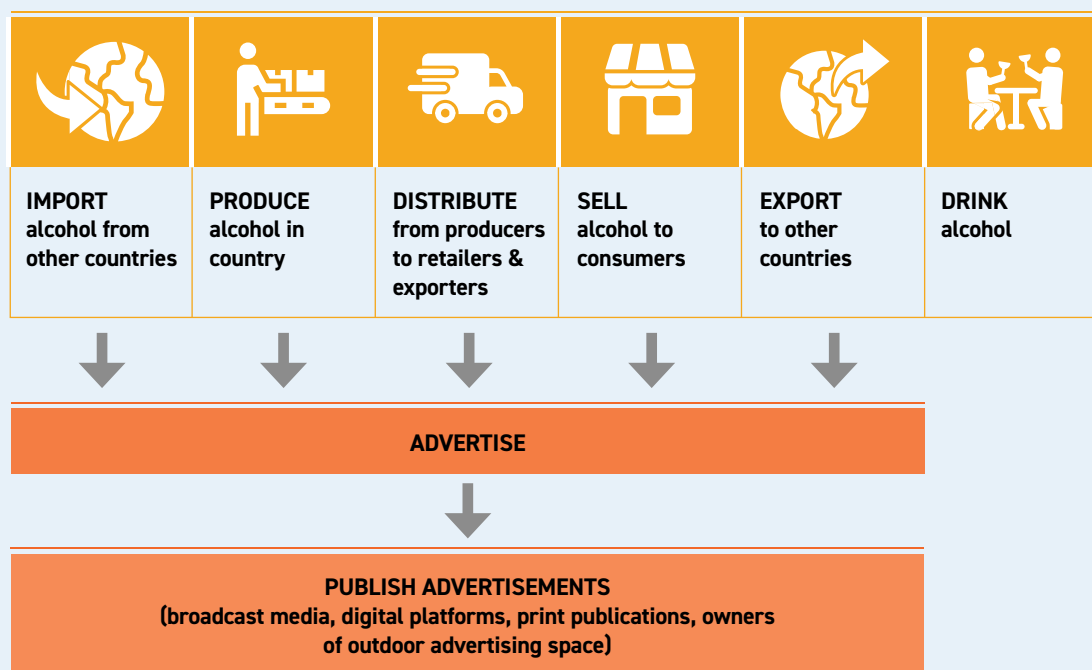 IMPORT
alcohol from
other countries
PRODUCE
alcohol in
country
DISTRIBUTE
from producers
to retailers &
exporters
SELL
alcohol to
consumers
EXPORT
to other
countries
DRINK
alcohol
ADVERTISE
PUBLISH ADVERTISEMENTS
(broadcast media, digital platforms, print publications, owners
of outdoor advertising space)